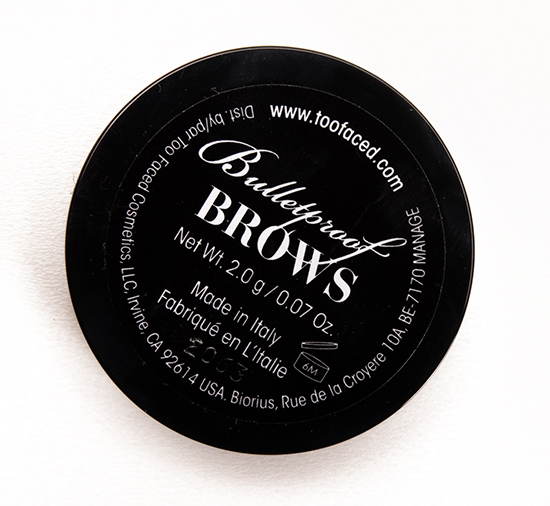 www.toofaced.com
Bulletproof
BROWS
Net Wt. 2.0 g / 0.07 Oz.
Made in Italy
Fabriqué en L'Italie
6M
Dist. by/par Too Faced Cosmetics, LLC, Irvine, CA 92614 USA. Biorius, Rue de la Croyere 10A, BE-7170 MANAGE